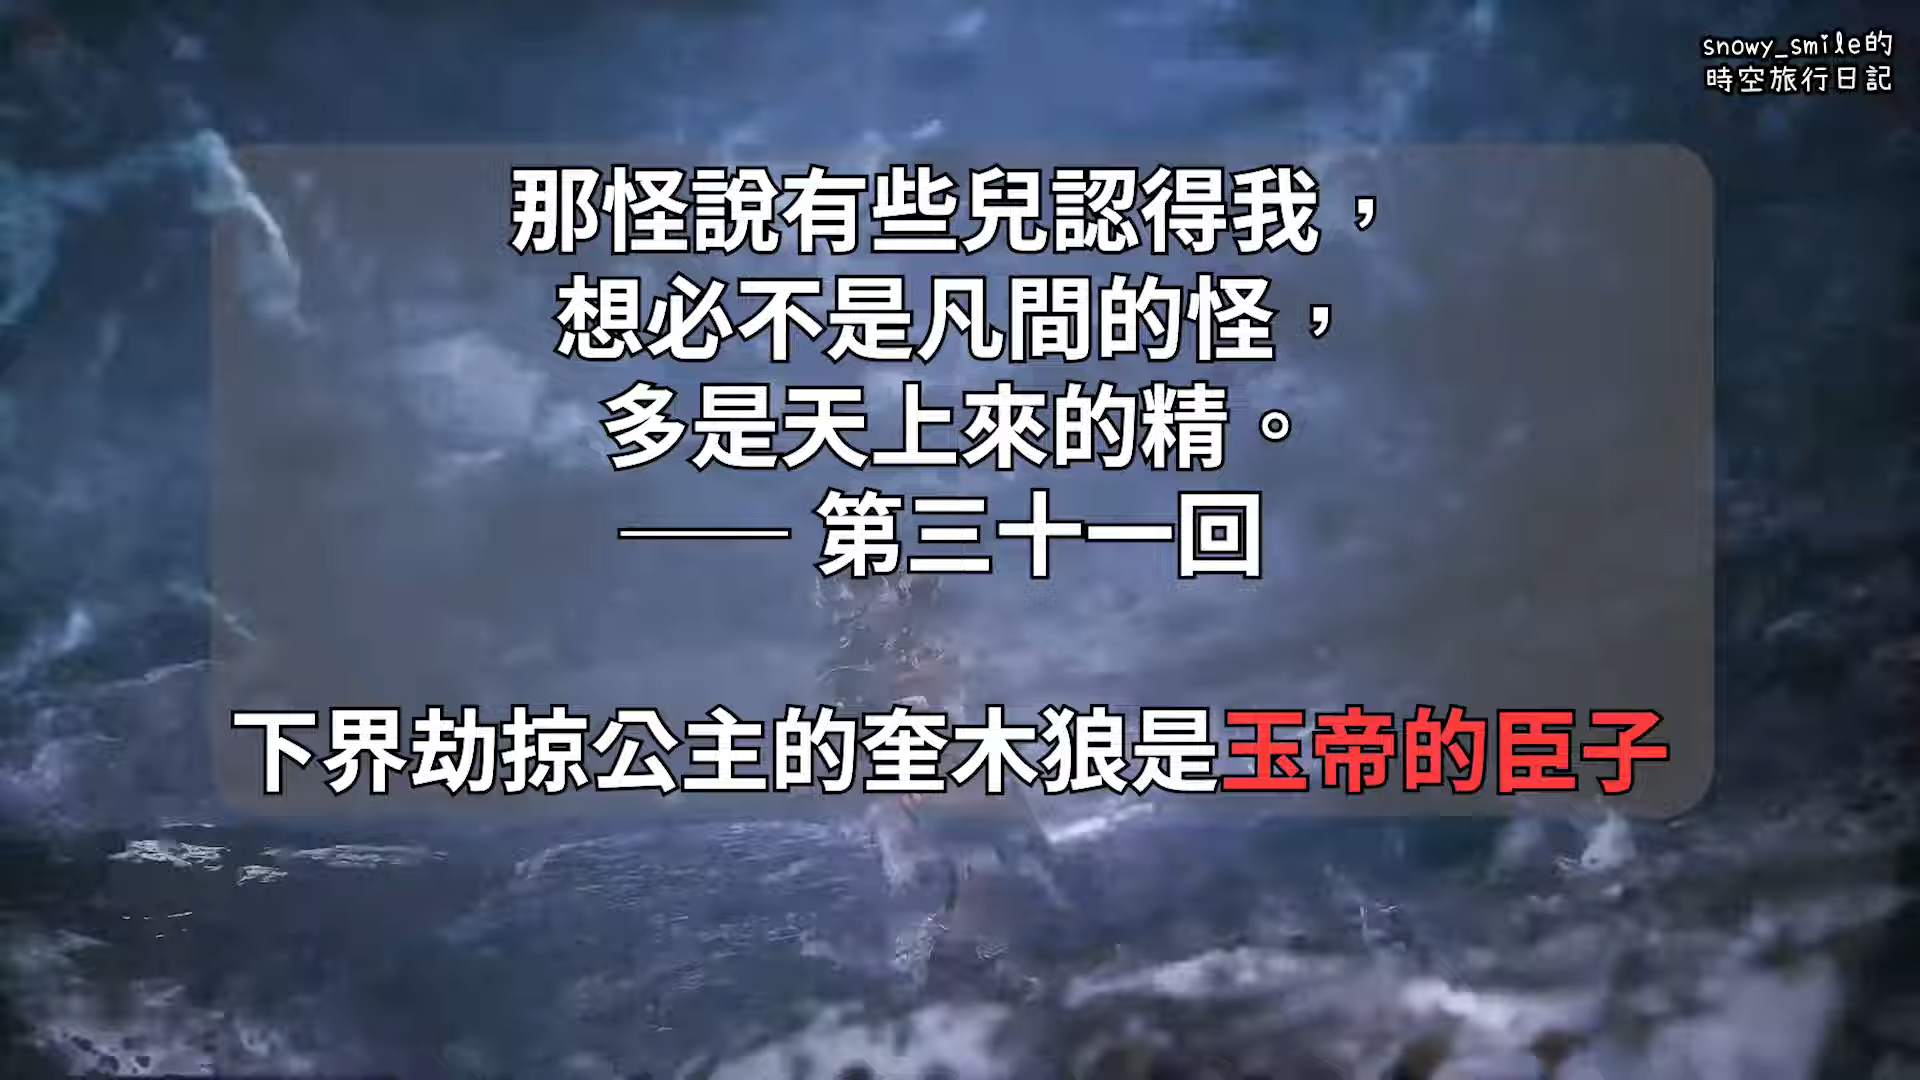 snowy_smile的
時空旅行日記
那怪說有些兒認得我，
想必不是凡間的怪，
多是天上來的精。
—— 第三十一回
下界劫掠公主的奎木狼是玉帝的臣子